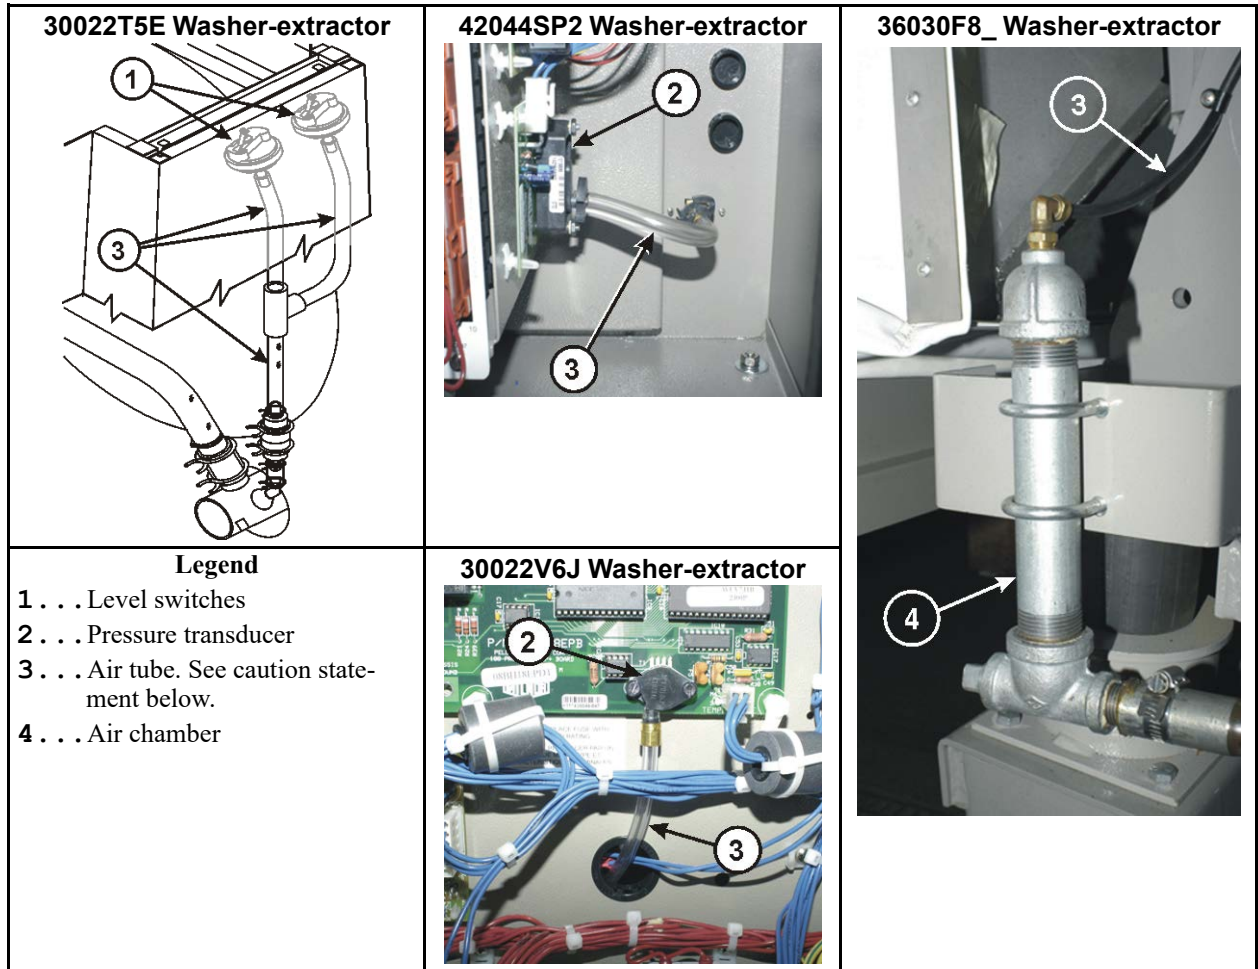 30022T5E Washer-extractor
1
3
42044SP2 Washer-extractor
2
3
36030F8_ Washer-extractor
3
4
Legend
1...Level switches
2...Pressure transducer
3...Air tube. See caution state-
ment below.
4...Air chamber
30022V6J Washer-extractor
2
3